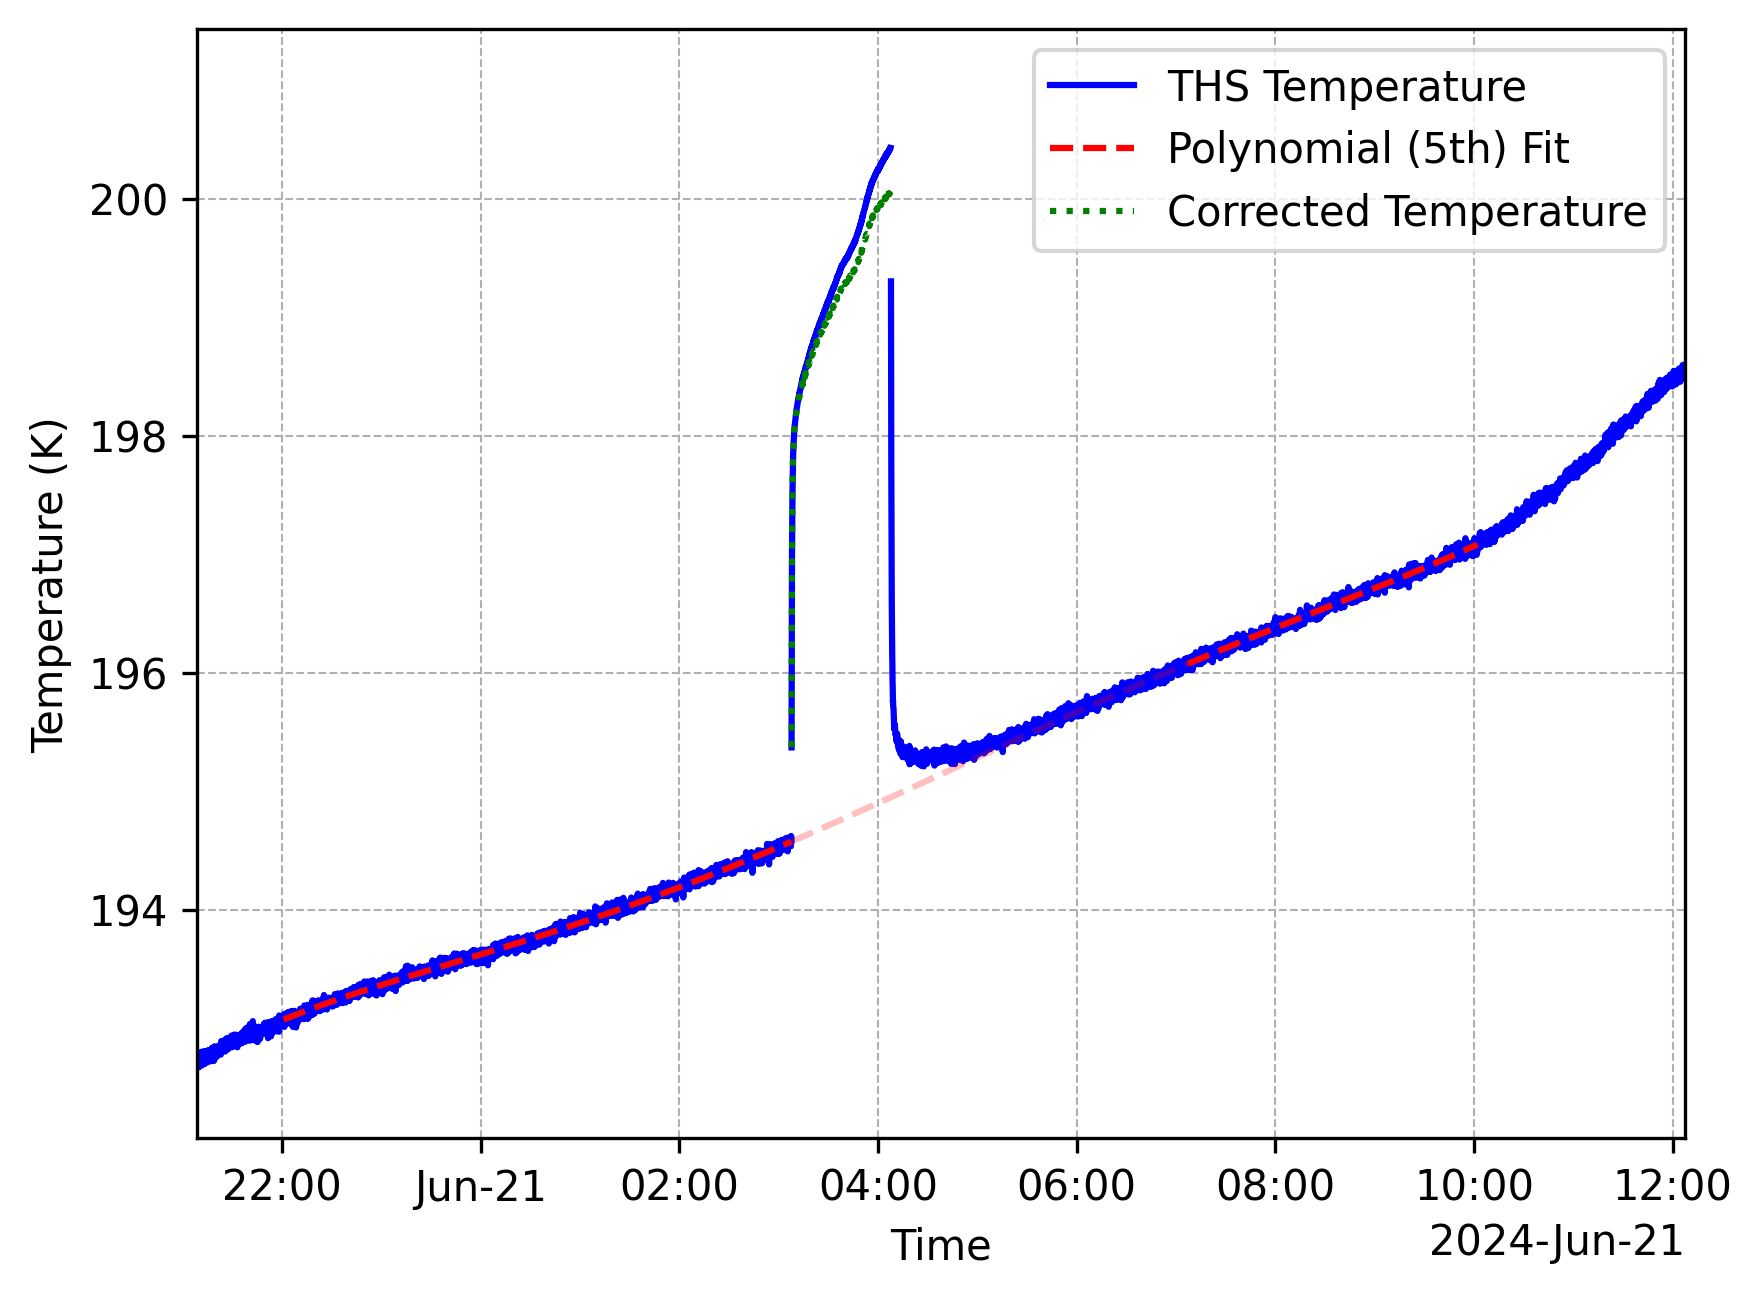 THS Temperature
Polynomial (5th) Fit
Corrected Temperature
Temperature (K)
200
198
196
194
22:00 Jun-21 02:00 04:00 06:00 08:00 10:00 12:00
Time
2024-Jun-21